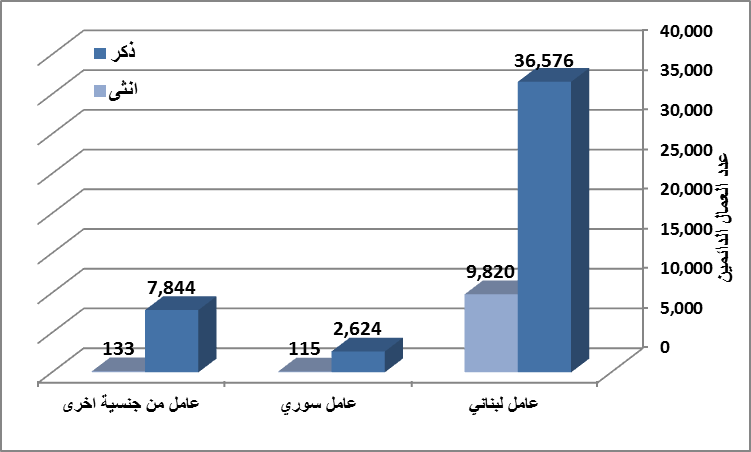 ذكر
انثى
40,000
35,000
30,000
25,000
20,000
15,000
10,000
5,000
0
عدد العمال الدائمين
36,576
9,820
2,624
115
7,844
133
عامل لبناني
عامل سوري
عامل من جنسية اخرى